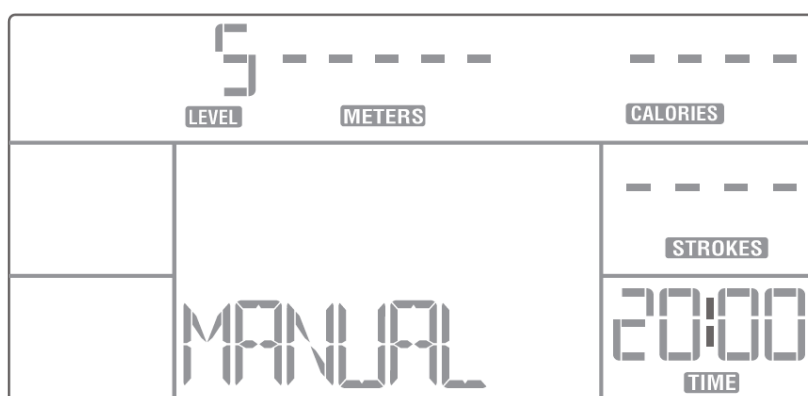 5 - - - - - - - - -
LEVEL METERS CALORIES
- - - -
STROKES
MANUAL 20:00
TIME